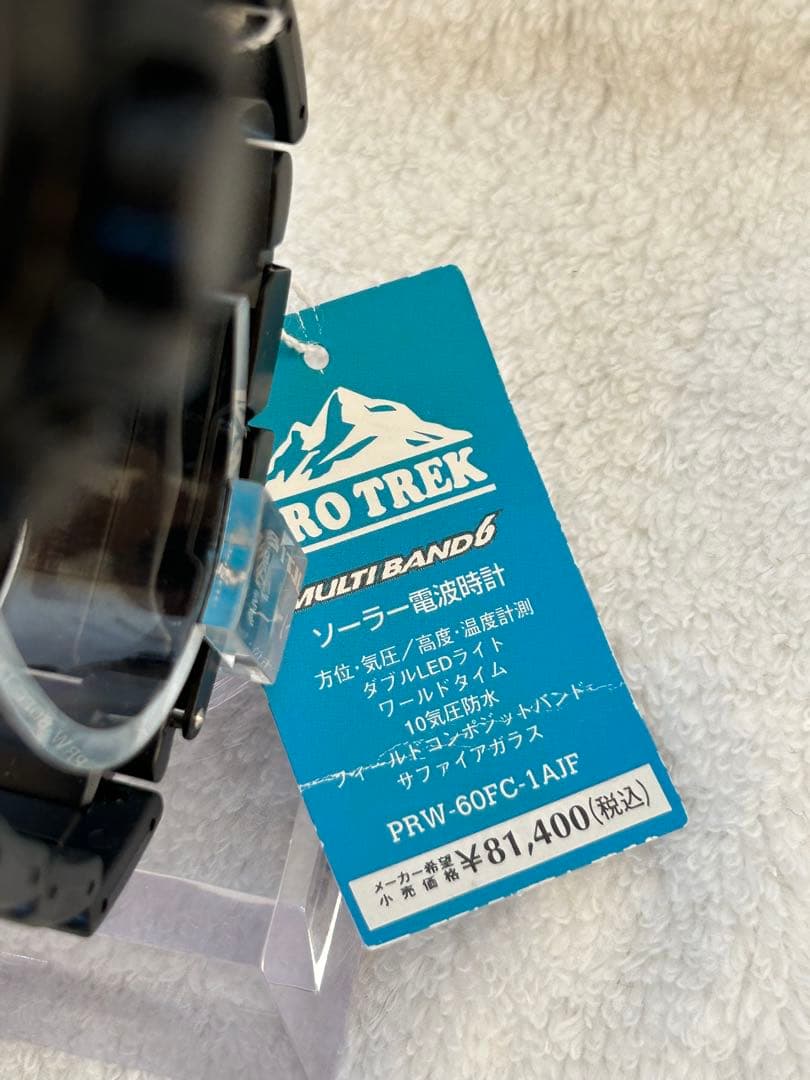 RO TREK
MULTI BAND 6
ソーラー電波時計
方位・気圧/高度・温度計測
ダブルLEDライト
ワールドタイム
10気圧防水
フィールドコンポジットバンド
サファイアガラス
PRW-60FC-1AJF
メーカー希望
小売価格 ¥81,400(税込)